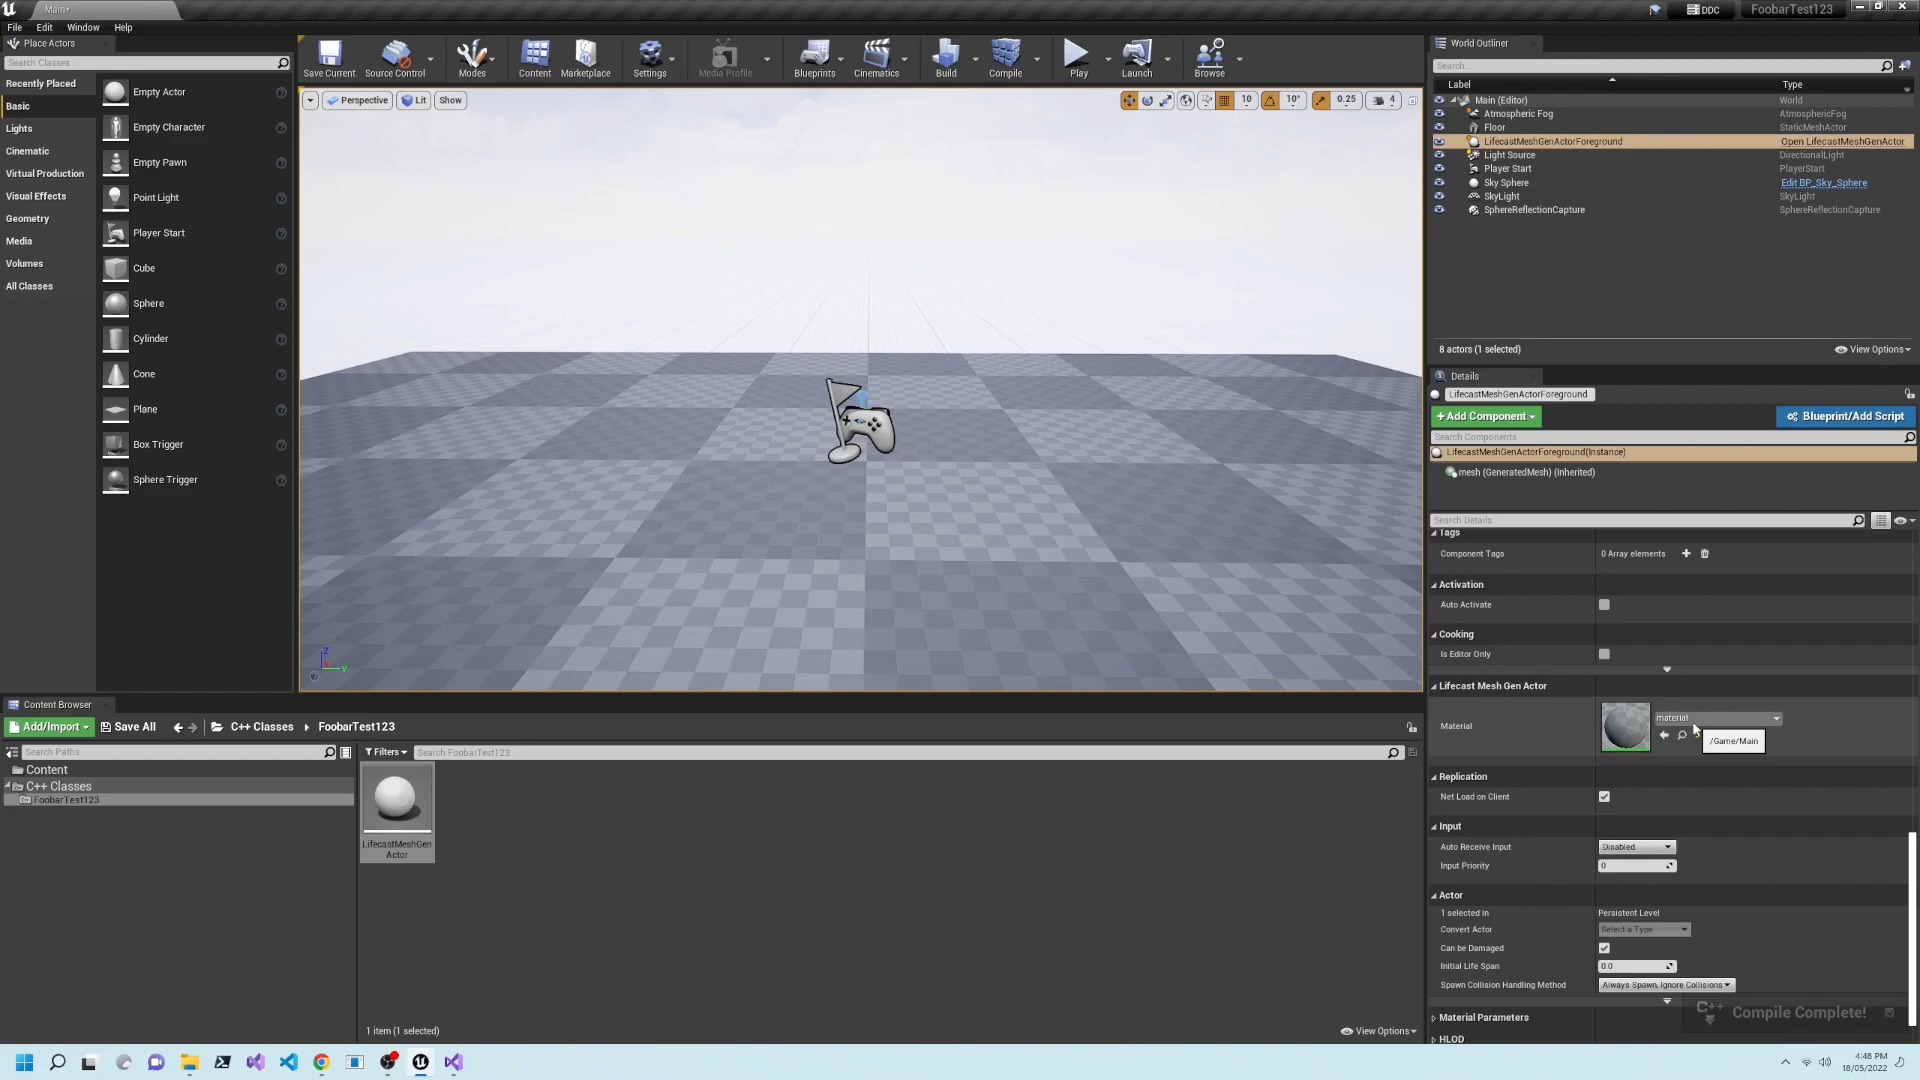 Main*
DDC
FoobarTest123
File Edit Window Help
Place Actors
Search Classes
Recently Placed
Basic
Lights
Cinematic
Virtual Production
Visual Effects
Geometry
Media
Volumes
All Classes
Empty Actor
Empty Character
Empty Pawn
Point Light
Player Start
Cube
Sphere
Cylinder
Cone
Plane
Box Trigger
Sphere Trigger
Save Current Source Control Modes Content Marketplace Settings Media Profile Blueprints Cinematics Build Compile Play Launch Browse
Perspective Lit Show
10 10° 0.25 4
Z
Y
World Outliner
Search...
Label Type
Main (Editor) World
Atmospheric Fog AtmosphericFog
Floor StaticMeshActor
LifecastMeshGenActorForeground Open LifecastMeshGenActor
Light Source DirectionalLight
Player Start PlayerStart
Sky Sphere Edit BP_Sky_Sphere
SkyLight SkyLight
SphereReflectionCapture SphereReflectionCapture
8 actors (1 selected) View Options
Details
LifecastMeshGenActorForeground
+Add Component Blueprint/Add Script
Search Components
LifecastMeshGenActorForeground(Instance)
mesh (GeneratedMesh) (Inherited)
Search Details
Tags
Component Tags 0 Array elements
Activation
Auto Activate
Cooking
Is Editor Only
Lifecast Mesh Gen Actor
Material material
/Game/Main
Replication
Net Load on Client
Input
Auto Receive Input Disabled
Input Priority 0
Actor
1 selected in Persistent Level
Convert Actor Select a Type
Can be Damaged
Initial Life Span 0.0
Spawn Collision Handling Method Always Spawn, Ignore Collisions
Material Parameters
HLOD
C++ Compile Complete!
Content Browser
Add/Import Save All C++ Classes FoobarTest123
Search Paths
Filters Search FoobarTest123
Content
C++ Classes
FoobarTest123
LifecastMeshGen
Actor
1 item (1 selected) View Options
4:48 PM
18/05/2022